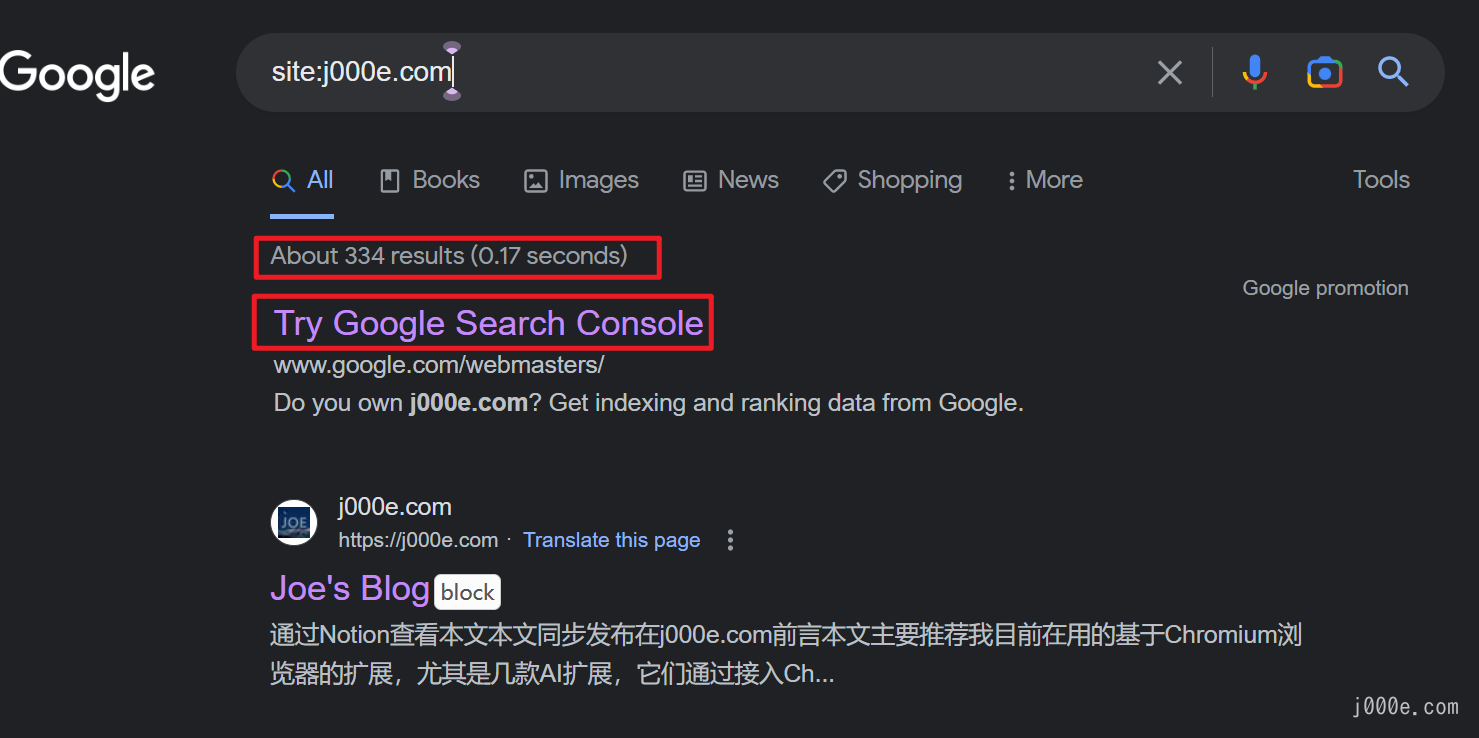 Google
site:j000e.com
All Books Images News Shopping More Tools
About 334 results (0.17 seconds)
Google promotion
Try Google Search Console
www.google.com/webmasters/
Do you own j000e.com? Get indexing and ranking data from Google.
JOE
j000e.com
https://j000e.com · Translate this page
Joe's Blog block
通过Notion查看本文本文同步发布在j000e.com前言本文主要推荐我目前在用的基于Chromium浏
览器的扩展，尤其是几款AI扩展，它们通过接入Ch...
j000e.com